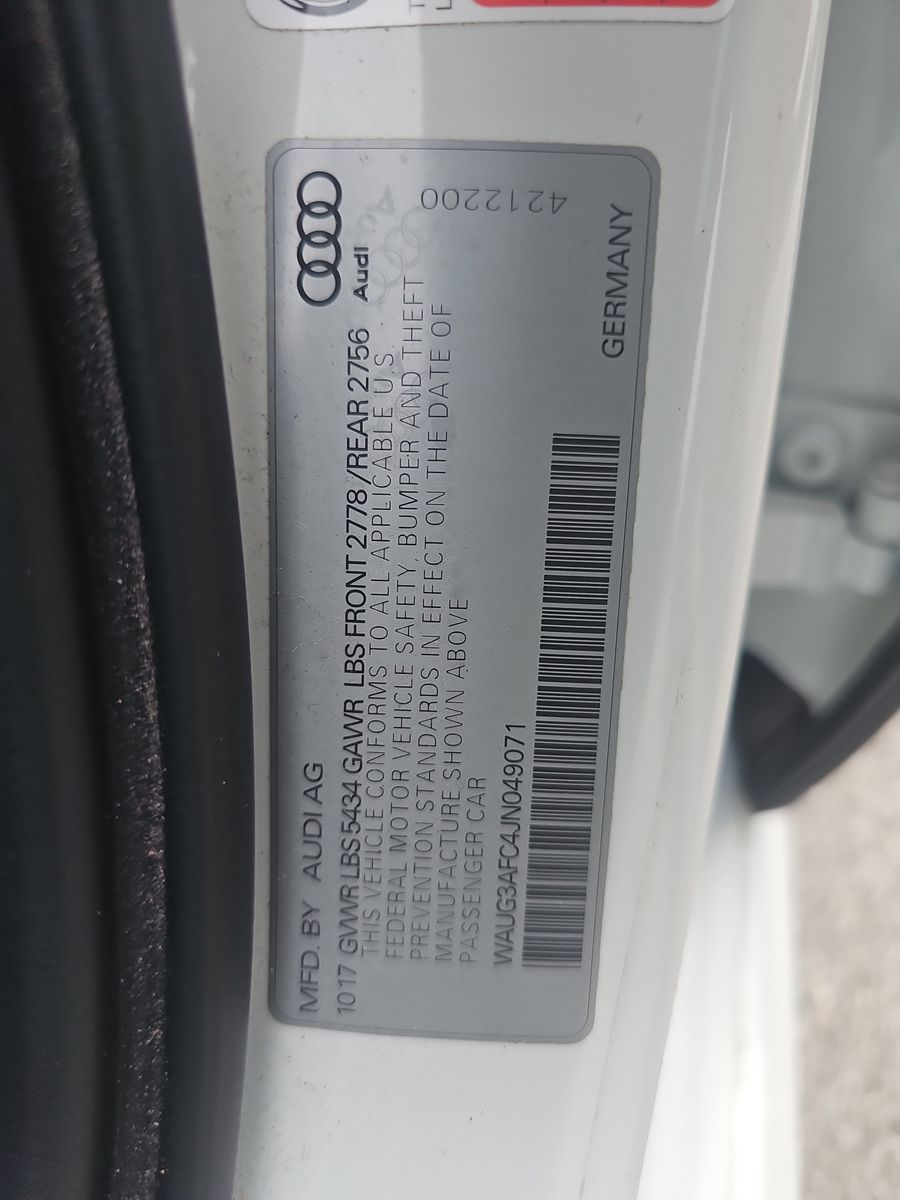 MFD. BY AUDI AG
Audi
1017 GVWR LBS 5434 GAWR LBS FRONT 2778 /REAR 2756
THIS VEHICLE CONFORMS TO ALL APPLICABLE U.S.
FEDERAL MOTOR VEHICLE SAFETY, BUMPER AND THEFT
PREVENTION STANDARDS IN EFFECT ON THE DATE OF
MANUFACTURE SHOWN ABOVE
PASSENGER CAR
4212200
WAUG3AFC4JN049071
GERMANY